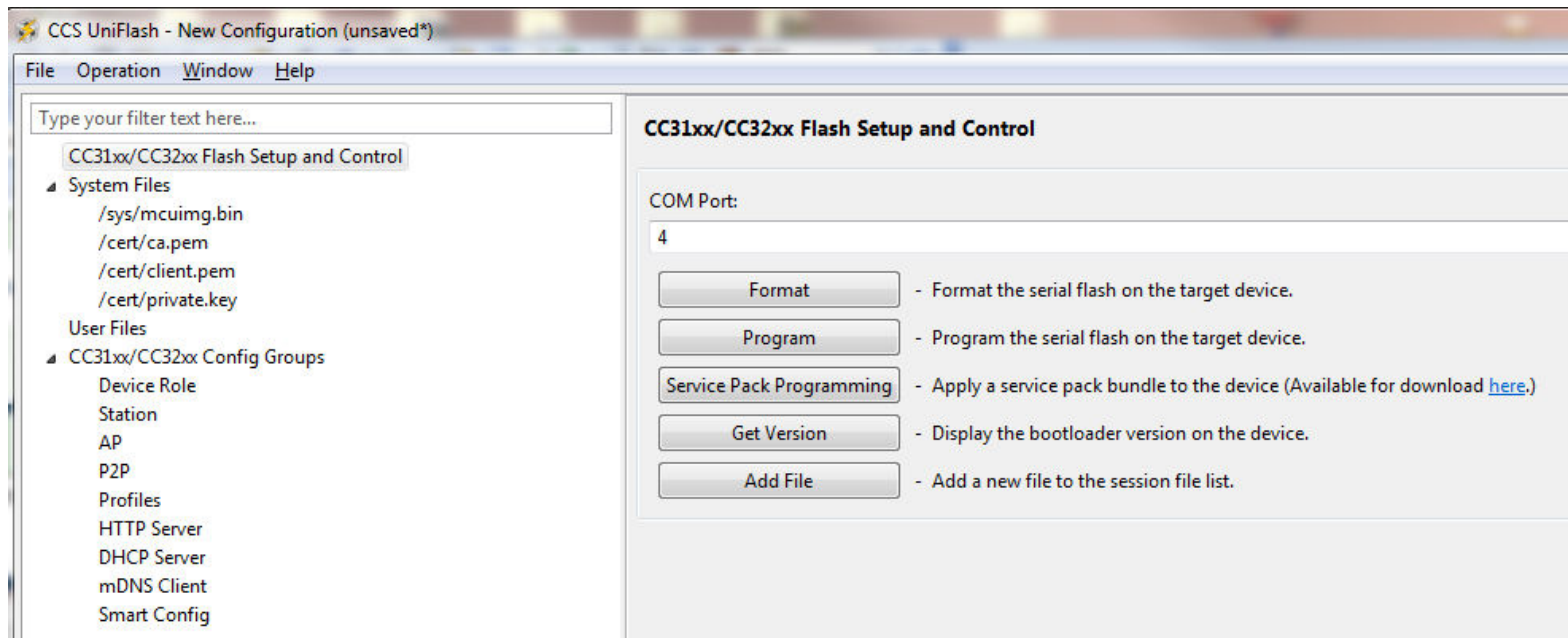 CCS UniFlash - New Configuration (unsaved*)
File Operation Window Help
Type your filter text here...
CC31xx/CC32xx Flash Setup and Control
System Files
/sys/mcuimg.bin
/cert/ca.pem
/cert/client.pem
/cert/private.key
User Files
CC31xx/CC32xx Config Groups
Device Role
Station
AP
P2P
Profiles
HTTP Server
DHCP Server
mDNS Client
Smart Config
CC31xx/CC32xx Flash Setup and Control
COM Port:
4
Format - Format the serial flash on the target device.
Program - Program the serial flash on the target device.
Service Pack Programming - Apply a service pack bundle to the device (Available for download here.)
Get Version - Display the bootloader version on the device.
Add File - Add a new file to the session file list.